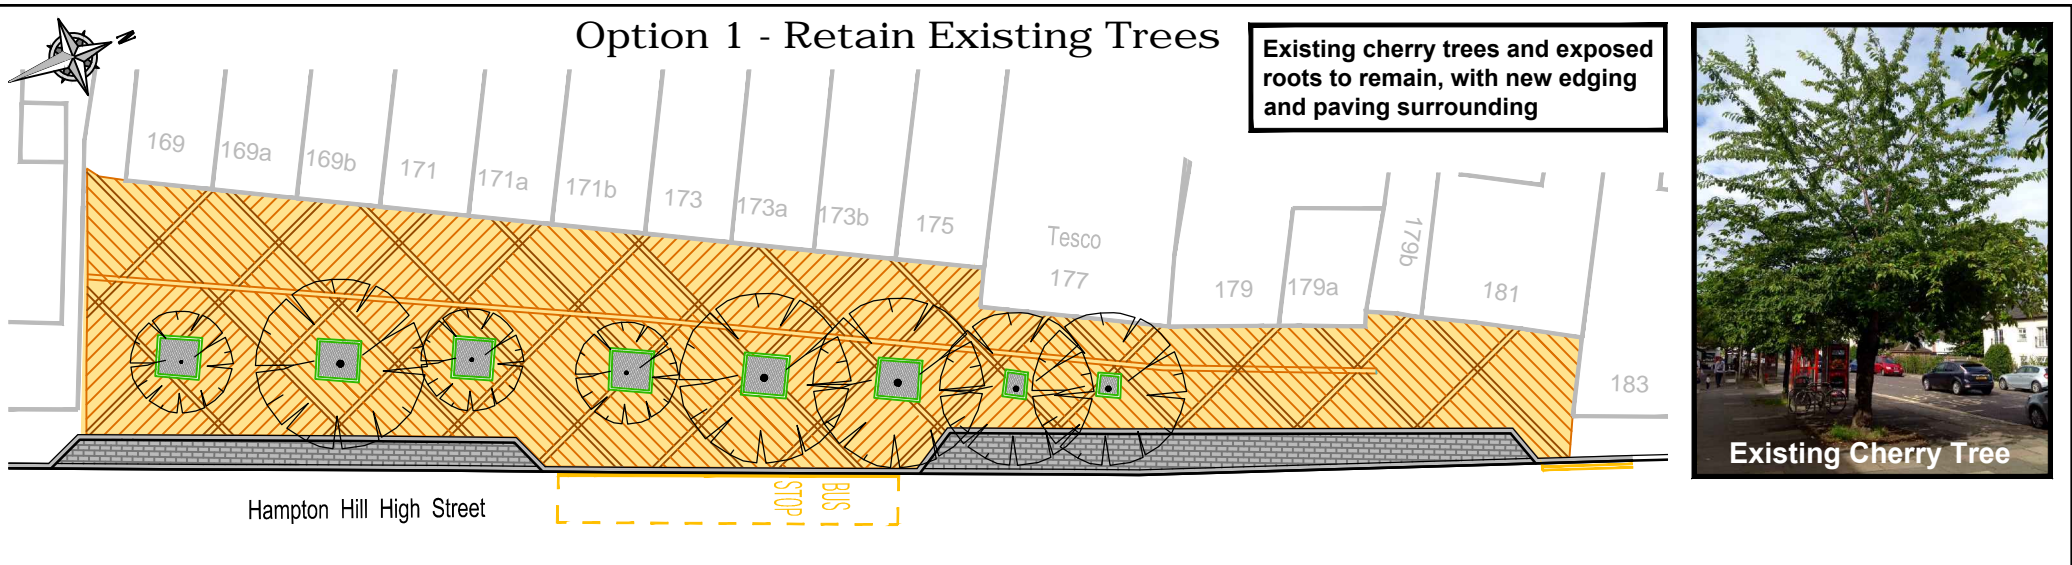 Option 1 - Retain Existing Trees
Existing cherry trees and exposed
roots to remain, with new edging
and paving surrounding
N
169
169a
169b
171
171a
171b
173
173a
173b
175
Tesco
177
179
179a
179b
181
183
Hampton Hill High Street
BUS
STOP
Existing Cherry Tree